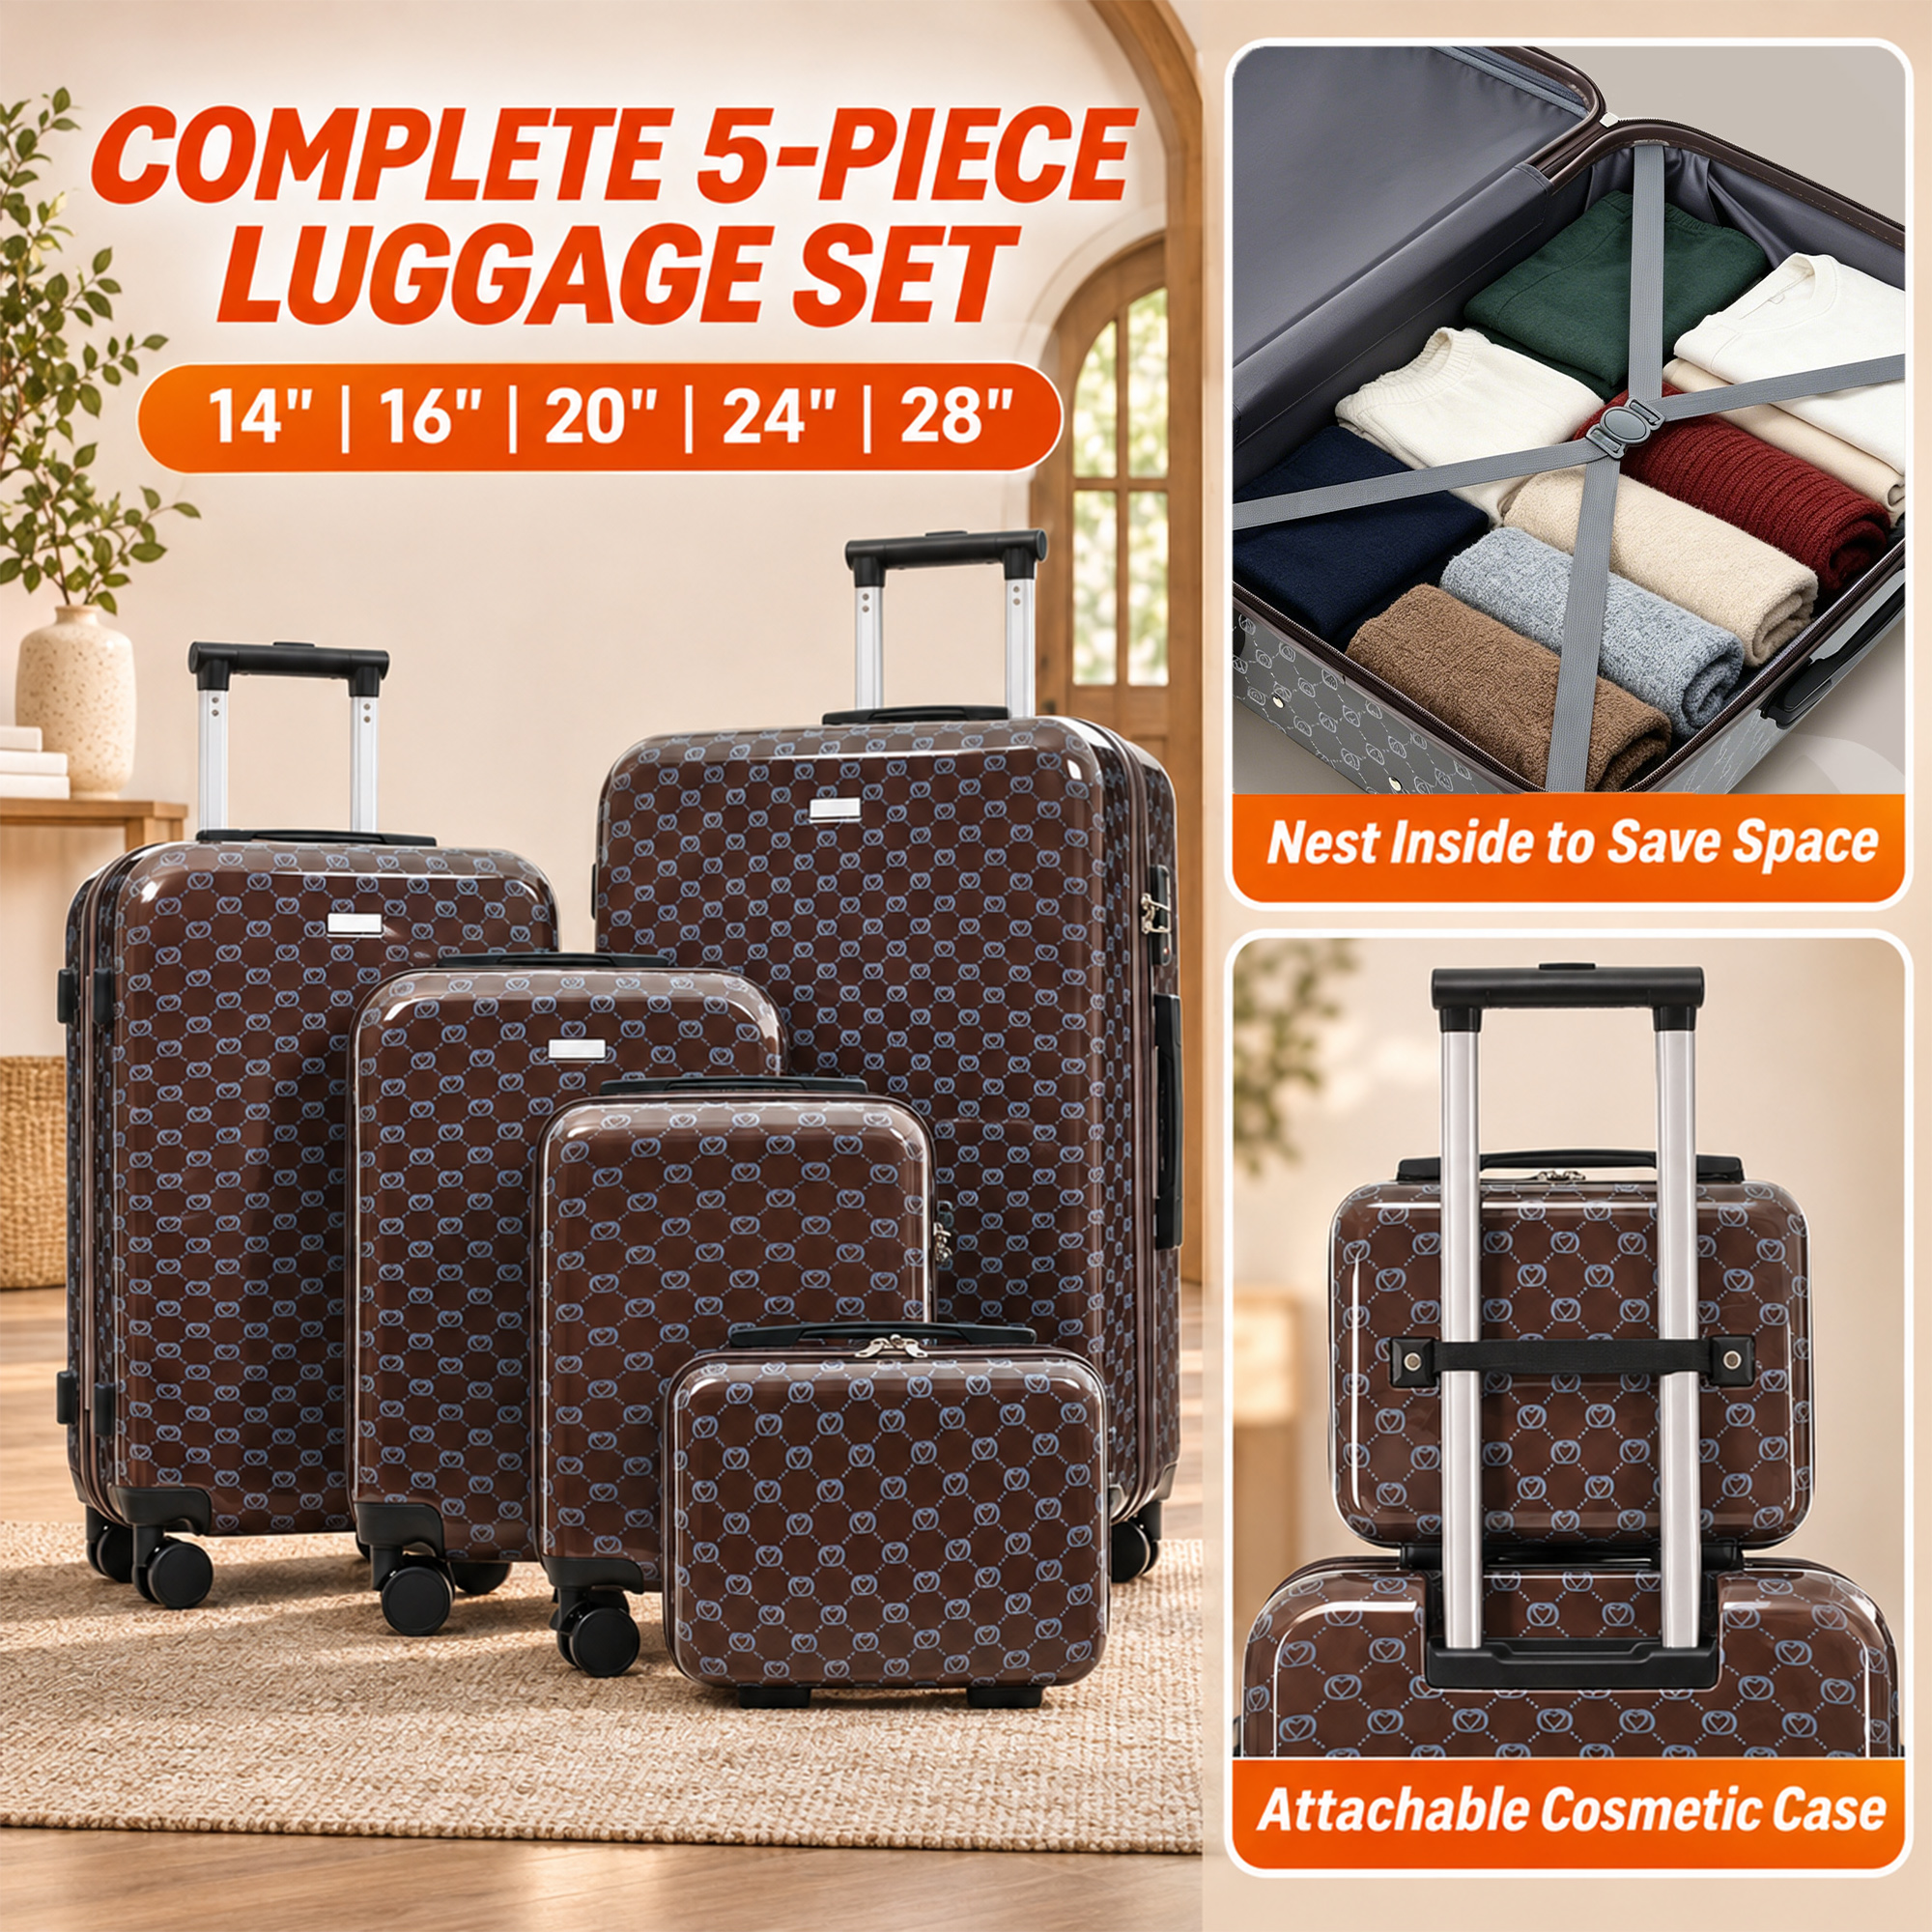 COMPLETE 5-PIECE
LUGGAGE SET
14" | 16" | 20" | 24" | 28"
Nest Inside to Save Space
Attachable Cosmetic Case